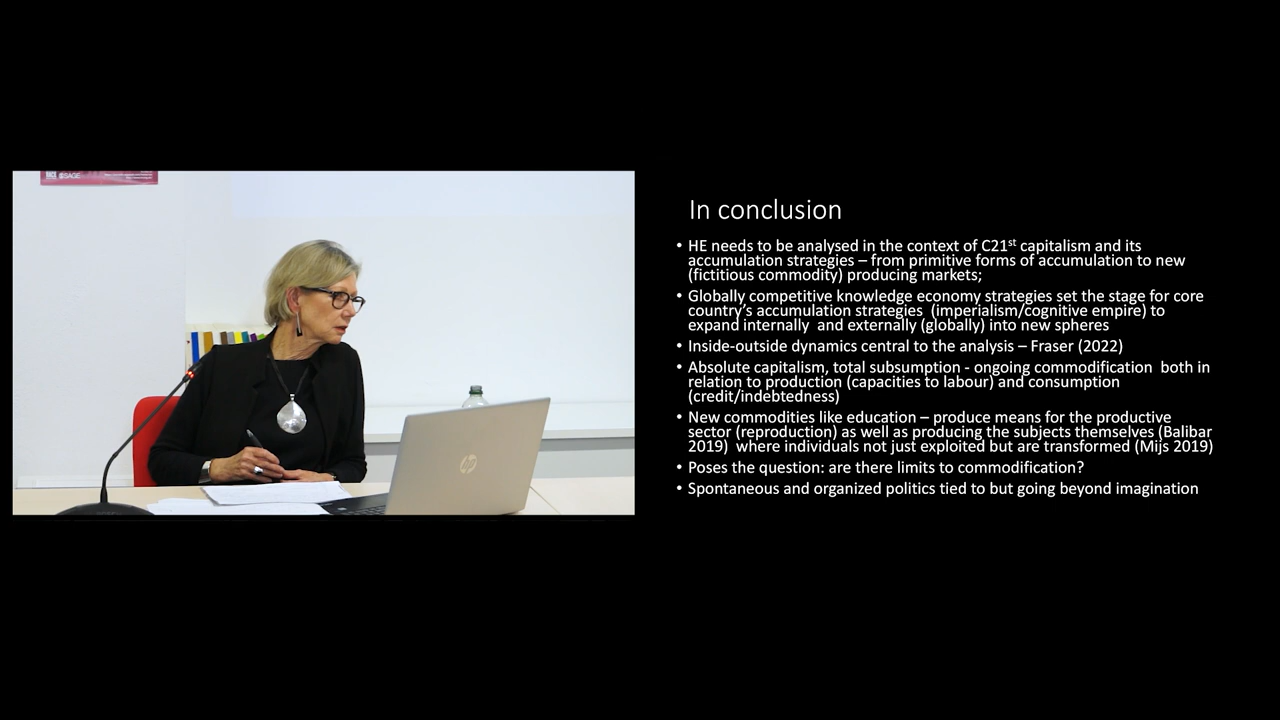 RACE
SAGE
In conclusion
• HE needs to be analysed in the context of C21st capitalism and its
accumulation strategies – from primitive forms of accumulation to new
(fictitious commodity) producing markets;
• Globally competitive knowledge economy strategies set the stage for core
country's accumulation strategies (imperialism/cognitive empire) to
expand internally and externally (globally) into new spheres
• Inside-outside dynamics central to the analysis – Fraser (2022)
• Absolute capitalism, total subsumption - ongoing commodification both in
relation to production (capacities to labour) and consumption
(credit/indebtedness)
• New commodities like education – produce means for the productive
sector (reproduction) as well as producing the subjects themselves (Balibar
2019) where individuals not just exploited but are transformed (Mijs 2019)
• Poses the question: are there limits to commodification?
• Spontaneous and organized politics tied to but going beyond imagination
hp